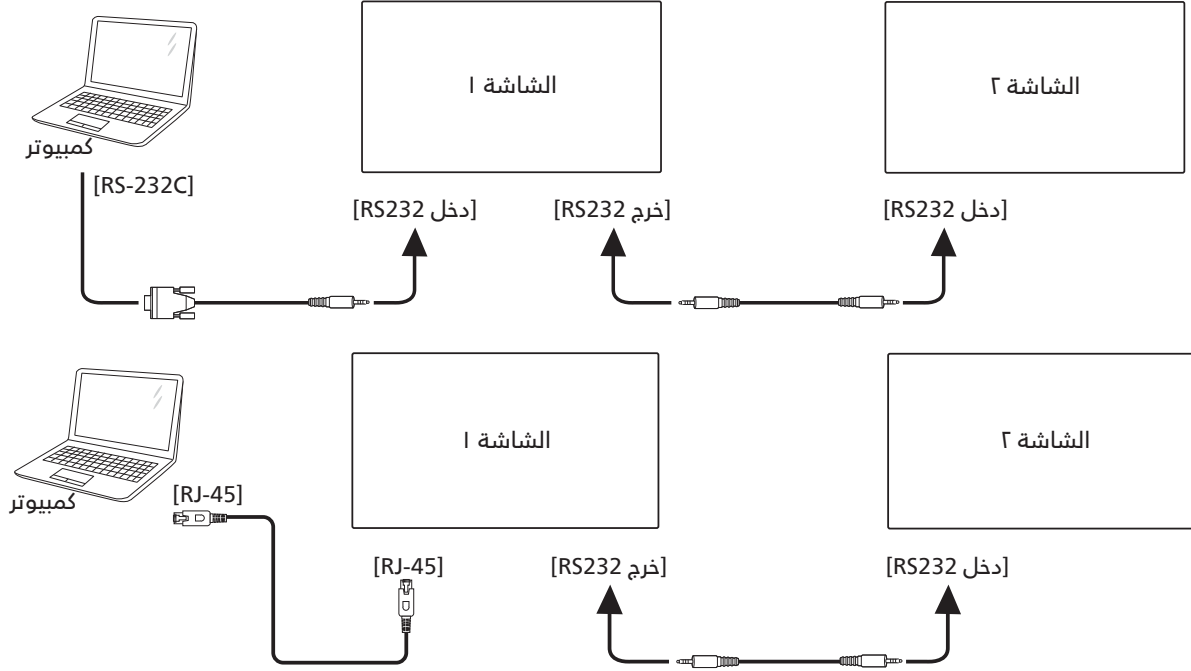 الشاشة ١
الشاشة ٢
كمبيوتر
[RS-232C]
[دخل RS232]
[خرج RS232]
[دخل RS232]
الشاشة ١
الشاشة ٢
كمبيوتر
[RJ-45]
[RJ-45]
[خرج RS232]
[دخل RS232]